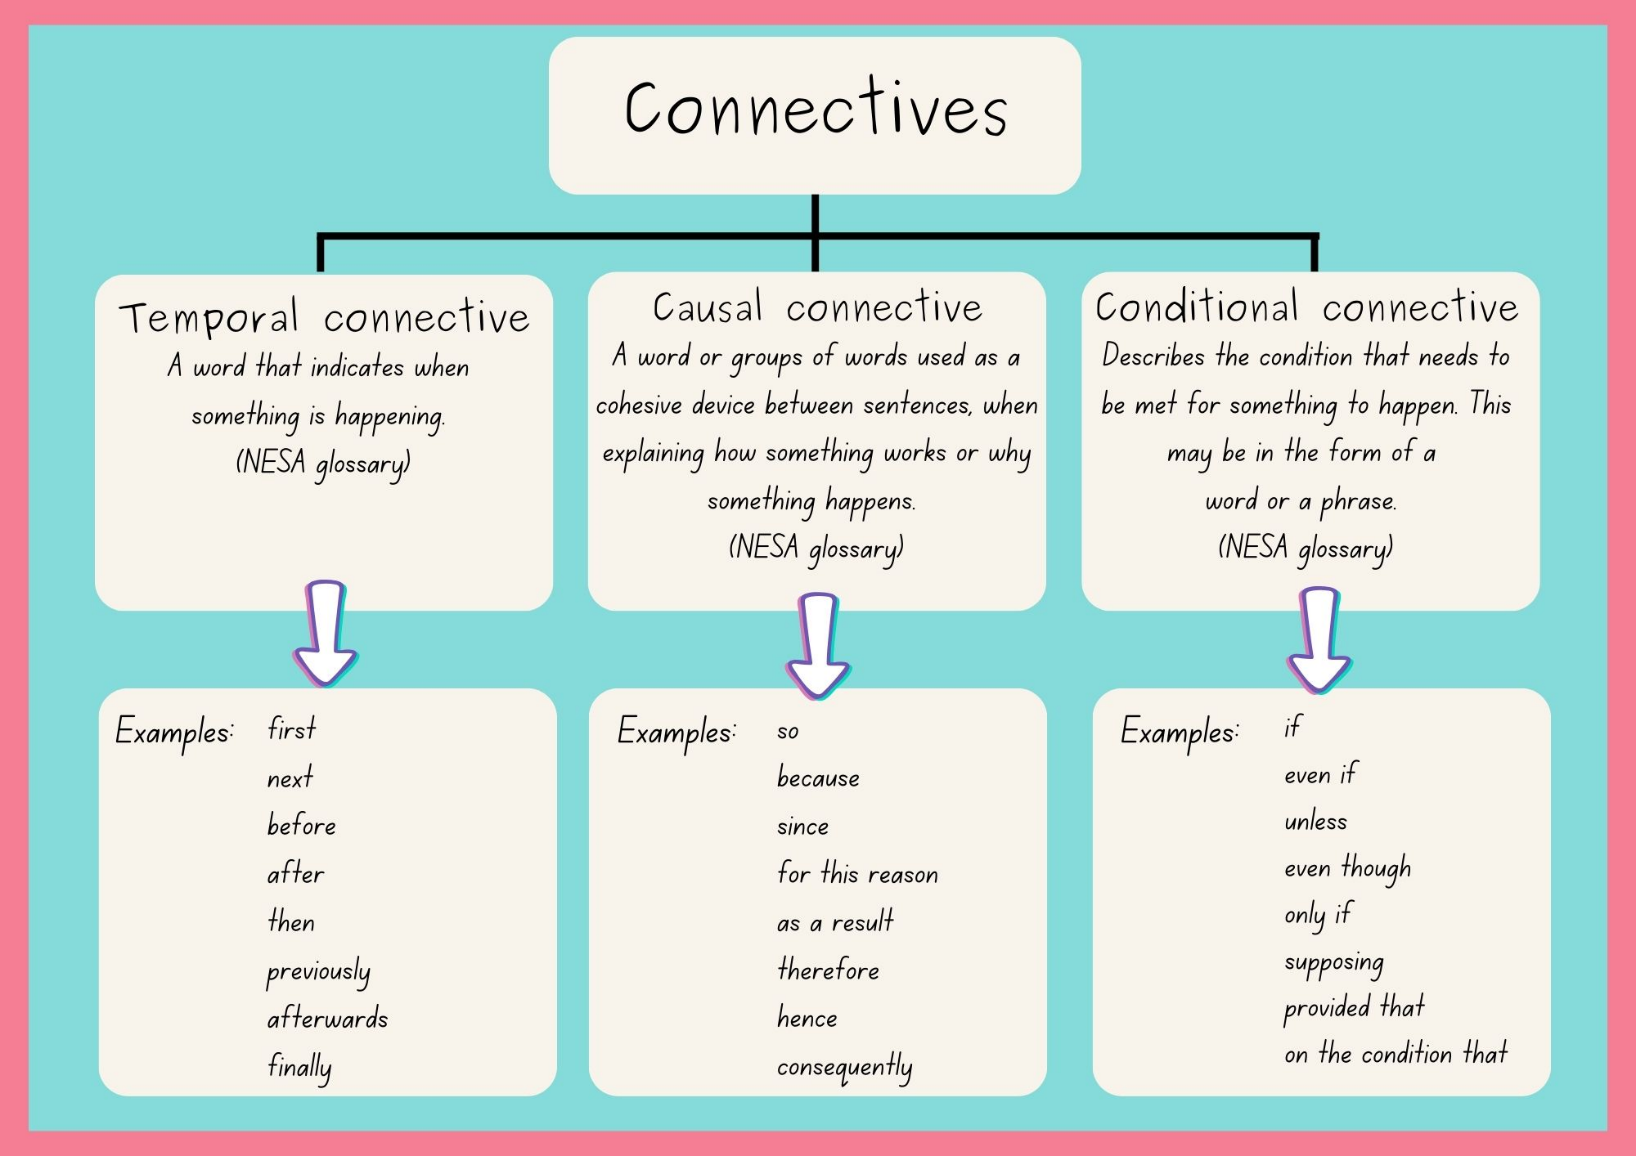 Connectives
Temporal connective
A word that indicates when
something is happening.
(NESA glossary)
Causal connective
A word or groups of words used as a
cohesive device between sentences, when
explaining how something works or why
something happens.
(NESA glossary)
Conditional connective
Describes the condition that needs to
be met for something to happen. This
may be in the form of a
word or a phrase.
(NESA glossary)
Examples: first
next
before
after
then
previously
afterwards
finally
Examples: so
because
since
for this reason
as a result
therefore
hence
consequently
Examples: if
even if
unless
even though
only if
supposing
provided that
on the condition that